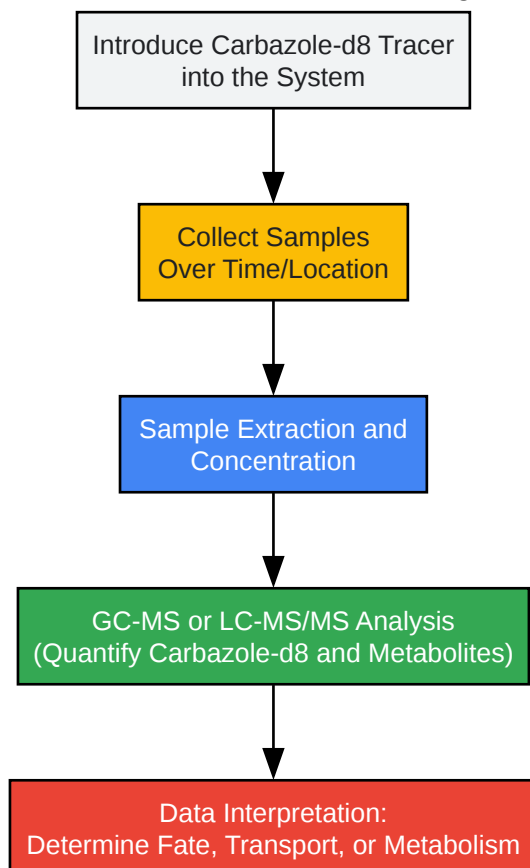 Introduce Carbazole-d8 Tracer
into the System
Collect Samples
Over Time/Location
Sample Extraction and
Concentration
GC-MS or LC-MS/MS Analysis
(Quantify Carbazole-d8 and Metabolites)
Data Interpretation:
Determine Fate, Transport, or Metabolism